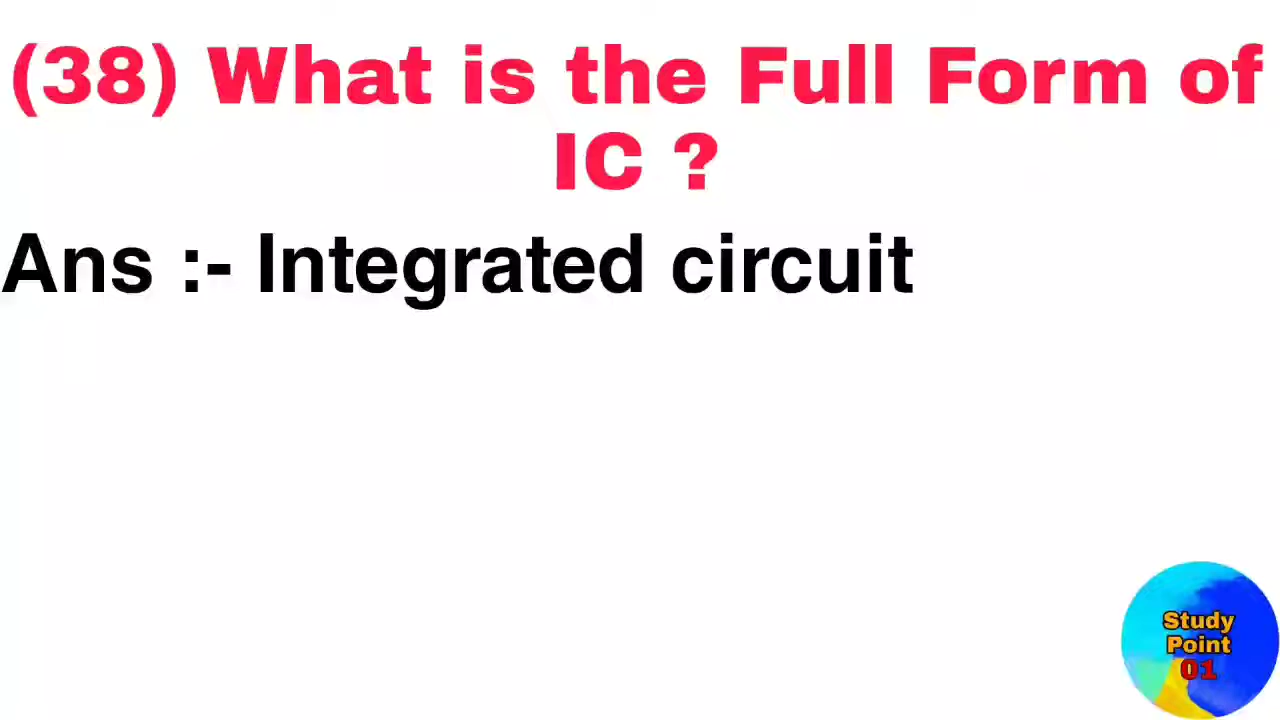 (38) What is the Full Form of
IC ?
Ans :- Integrated circuit
Study
Point
01